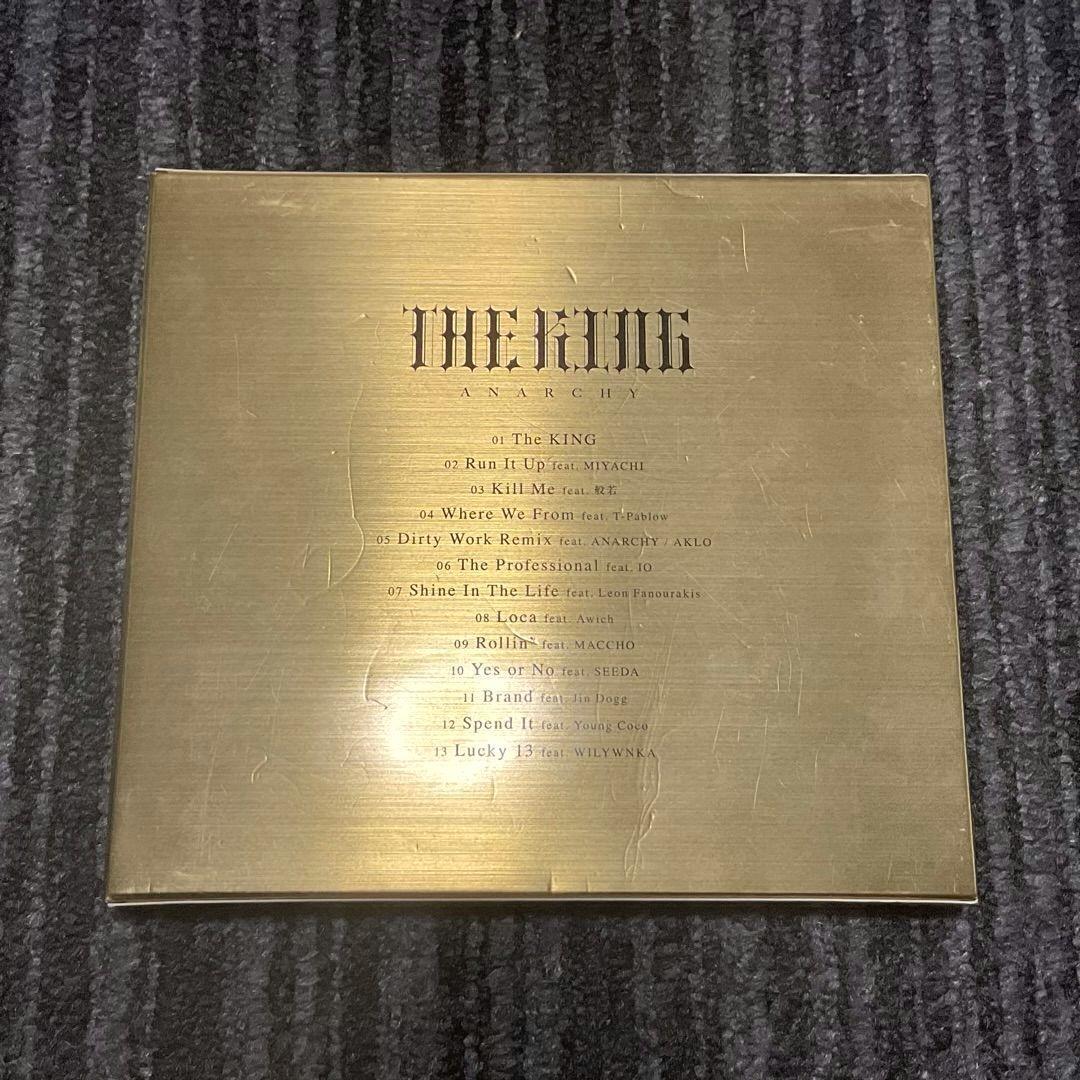 THE KING
ANARCHY
01 The KING
02 Run It Up feat. MIYACHI
03 Kill Me feat. 般若
04 Where We From feat. T-Pablow
05 Dirty Work Remix feat. ANARCHY / AKLO
06 The Professional feat. IO
07 Shine In The Life feat. Leon Fanourakis
08 Loca feat. Awich
09 Rollin' feat. MACCHO
10 Yes or No feat. SEEDA
11 Brand feat. Jin Dogg
12 Spend It feat. Young Coco
13 Lucky 13 feat. WILYWNKA